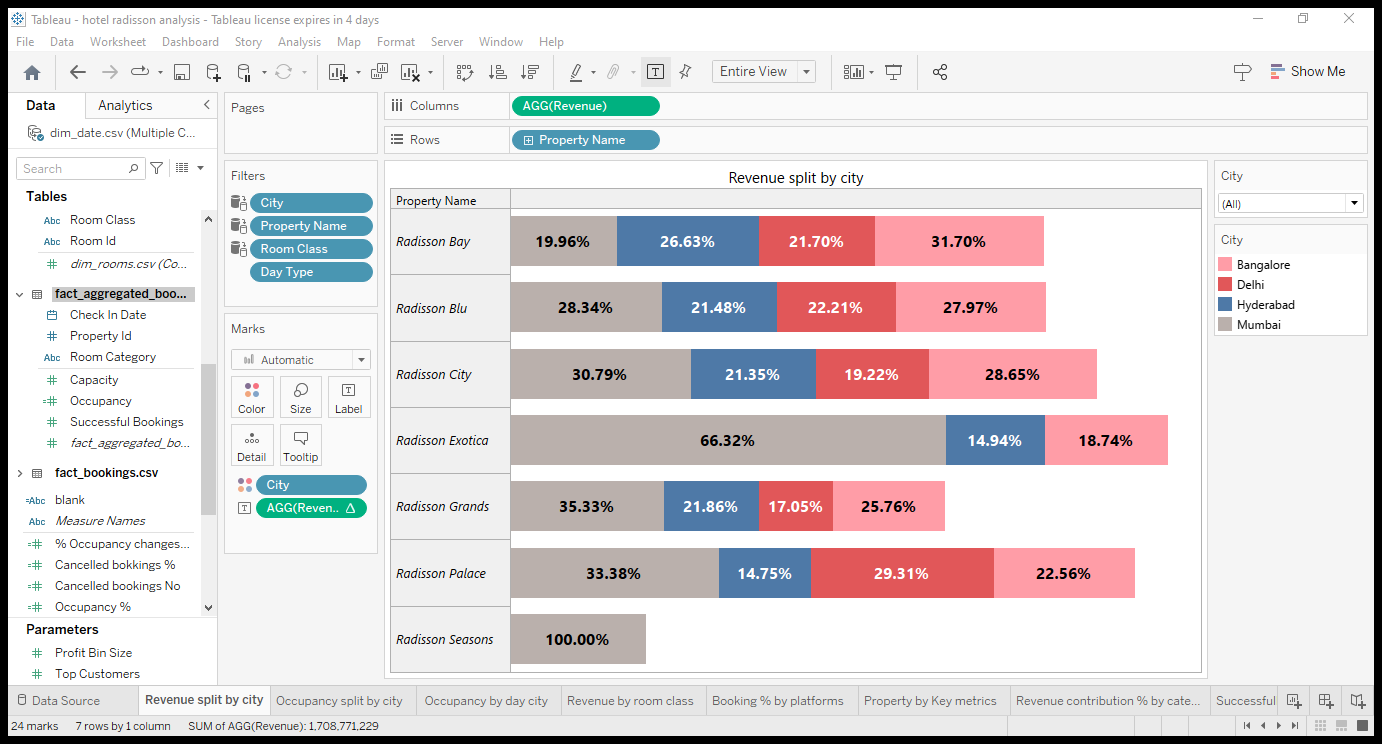 Tableau - hotel radisson analysis - Tableau license expires in 4 days
File Data Worksheet Dashboard Story Analysis Map Format Server Window Help
Entire View
Show Me
Data Analytics
dim_date.csv (Multiple C...
Search
Tables
Abc Room Class
Abc Room Id
dim_rooms.csv (Co...
fact_aggregated_boo...
Check In Date
Property Id
Abc Room Category
Capacity
Occupancy
Successful Bookings
fact_aggregated_bo...
fact_bookings.csv
=Abc blank
Abc Measure Names
% Occupancy changes...
Cancelled bokkings %
Cancelled bookings No
Occupancy %
Parameters
Profit Bin Size
Top Customers
Pages
Filters
City
Property Name
Room Class
Day Type
Marks
Automatic
Color Size Label
Detail Tooltip
City
AGG(Reven..
Columns AGG(Revenue)
Rows Property Name
Revenue split by city
Property Name
Radisson Bay 19.96% 26.63% 21.70% 31.70%
Radisson Blu 28.34% 21.48% 22.21% 27.97%
Radisson City 30.79% 21.35% 19.22% 28.65%
Radisson Exotica 66.32% 14.94% 18.74%
Radisson Grands 35.33% 21.86% 17.05% 25.76%
Radisson Palace 33.38% 14.75% 29.31% 22.56%
Radisson Seasons 100.00%
City
(All)
City
Bangalore
Delhi
Hyderabad
Mumbai
Data Source Revenue split by city Occupancy split by city Occupancy by day city Revenue by room class Booking % by platforms Property by Key metrics Revenue contribution % by cate... Successful
24 marks 7 rows by 1 column SUM of AGG(Revenue): 1,708,771,229